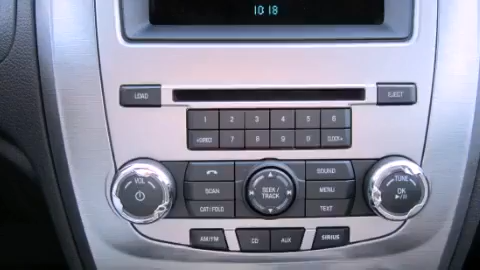 10:18
LOAD
EJECT
1 2 3 4 5 6
7 8 9 0
VOL
SCAN
CAT/FOLD
SEEK/
TRACK
SOUND
MENU
TEXT
TUNE
OK
AM/FM CD AUX SIRIUS